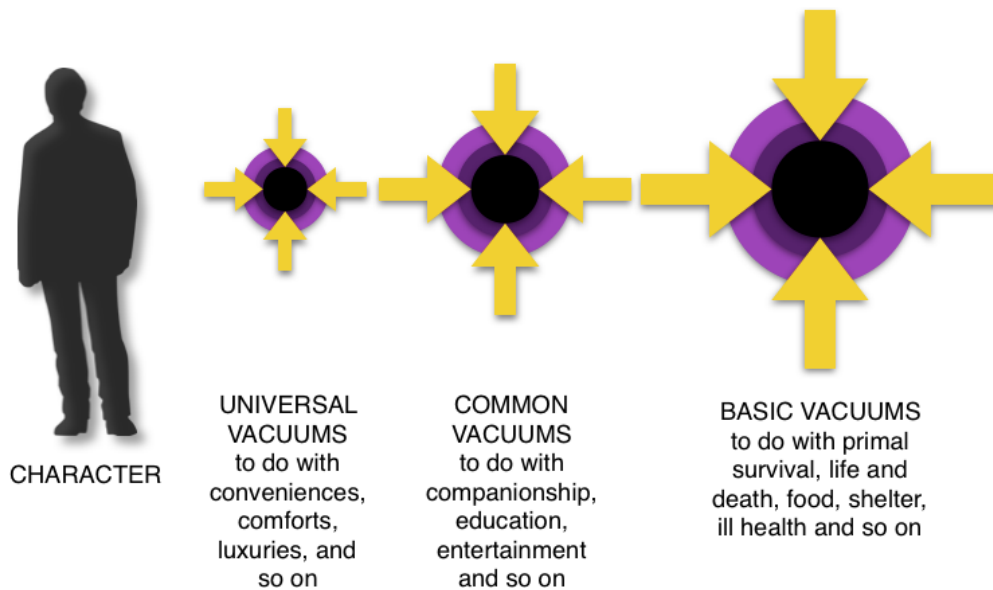 CHARACTER
UNIVERSAL
VACUUMS
to do with
conveniences,
comforts,
luxuries, and
so on
COMMON
VACUUMS
to do with
companionship,
education,
entertainment
and so on
BASIC VACUUMS
to do with primal
survival, life and
death, food, shelter,
ill health and so on